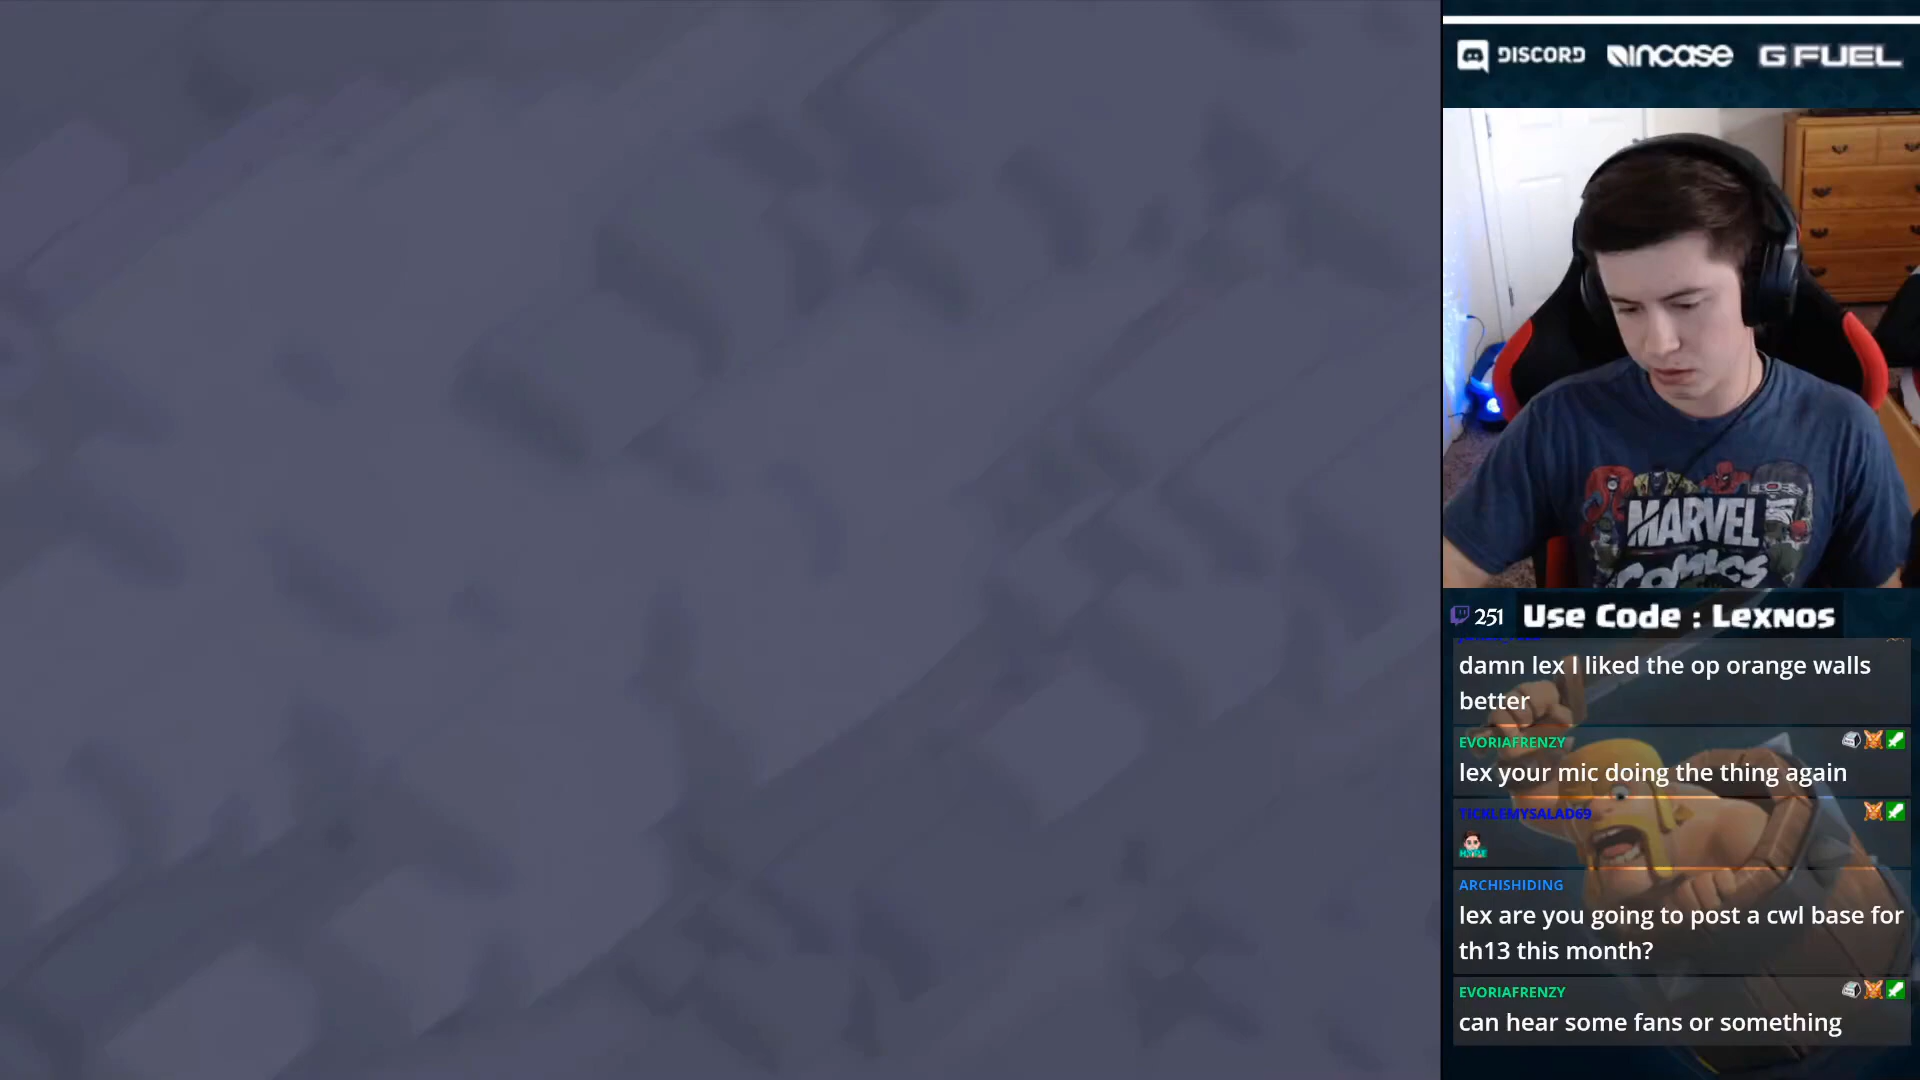 DISCORD incase G FUEL
MARVEL
COMICS
251 Use Code : Lexnos
damn lex I liked the op orange walls
better
EVORIAFRENZY
lex your mic doing the thing again
TICKLEMYSALAD69
ARCHISHIDING
lex are you going to post a cwl base for
th13 this month?
EVORIAFRENZY
can hear some fans or something